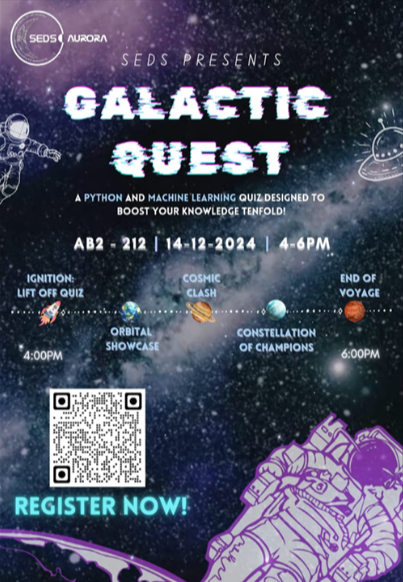 SEDS AURORA
SEDS PRESENTS
GALACTIC
QUEST
A PYTHON AND MACHINE LEARNING QUIZ DESIGNED TO
BOOST YOUR KNOWLEDGE TENFOLD!
AB2 - 212 | 14-12-2024 | 4-6PM
IGNITION:
LIFT OFF QUIZ
COSMIC
CLASH
END OF
VOYAGE
ORBITAL
SHOWCASE
CONSTELLATION
OF CHAMPIONS
4:00PM
6:00PM
REGISTER NOW!